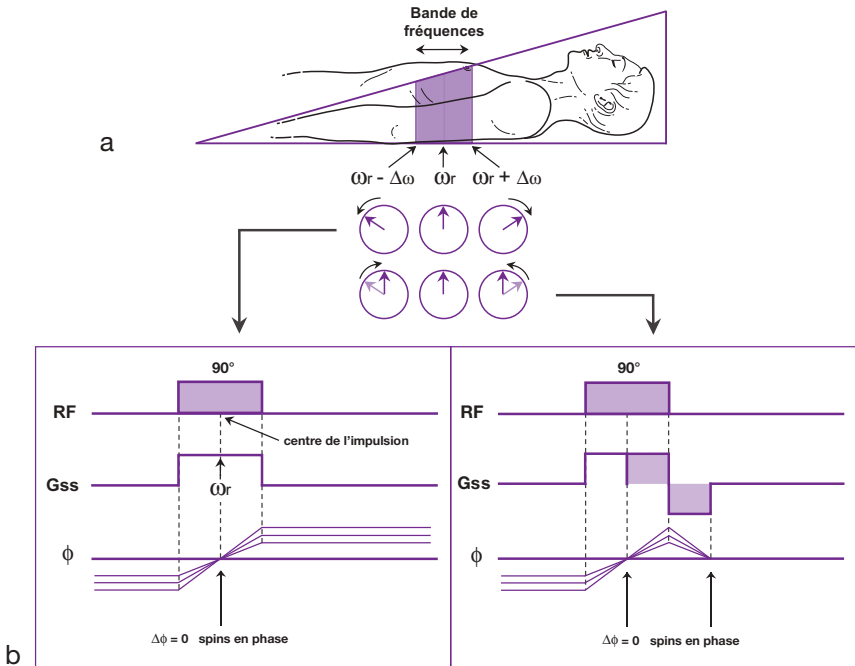 Bande de
fréquences
a
ωr - Δω
ωr
ωr + Δω
90°
RF
centre de l'impulsion
Gss
ωr
ϕ
Δϕ = 0 spins en phase
90°
RF
Gss
ϕ
Δϕ = 0 spins en phase
b